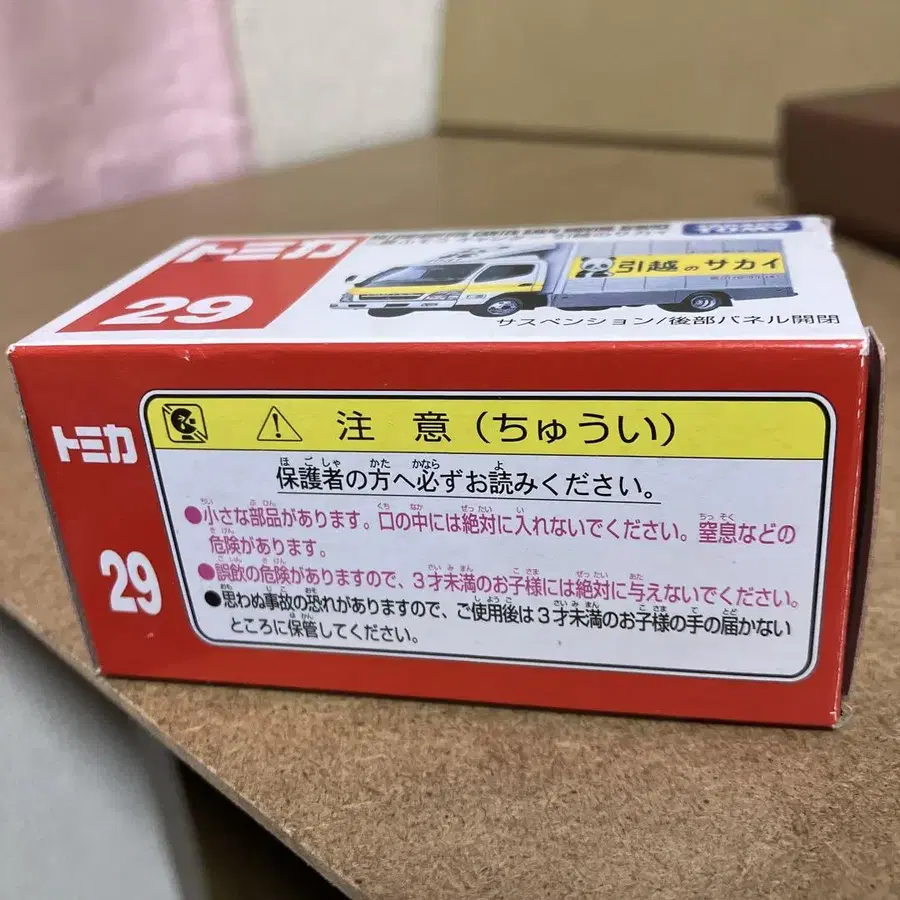 トミカ
29
TOMY
引越のサカイ
サスペンション/後部パネル開閉
トミカ
29
注 意（ちゅうい）
保護者の方へ必ずお読みください。
●小さな部品があります。口の中には絶対に入れないでください。窒息などの
危険があります。
●誤飲の危険がありますので、3才未満のお子様には絶対に与えないでください。
●思わぬ事故の恐れがありますので、ご使用後は3才未満のお子様の手の届かない
ところに保管してください。